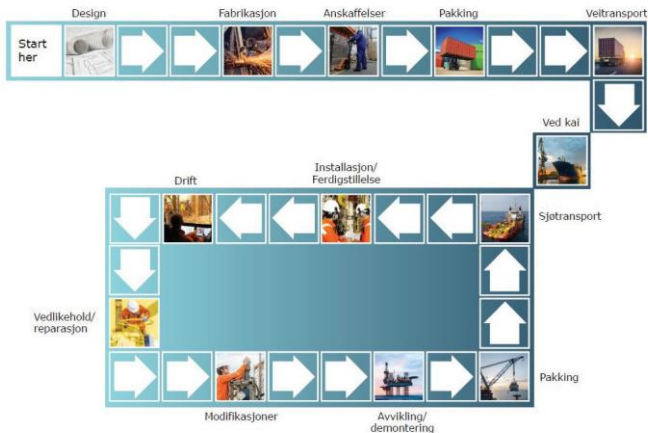 Start
her
Design
Fabrikasjon
Anskaffelser
Pakking
Veitransport
Ved kai
Sjøtransport
Installasjon/
Ferdigstillelse
Drift
Vedlikehold/
reparasjon
Modifikasjoner
Avvikling/
demontering
Pakking